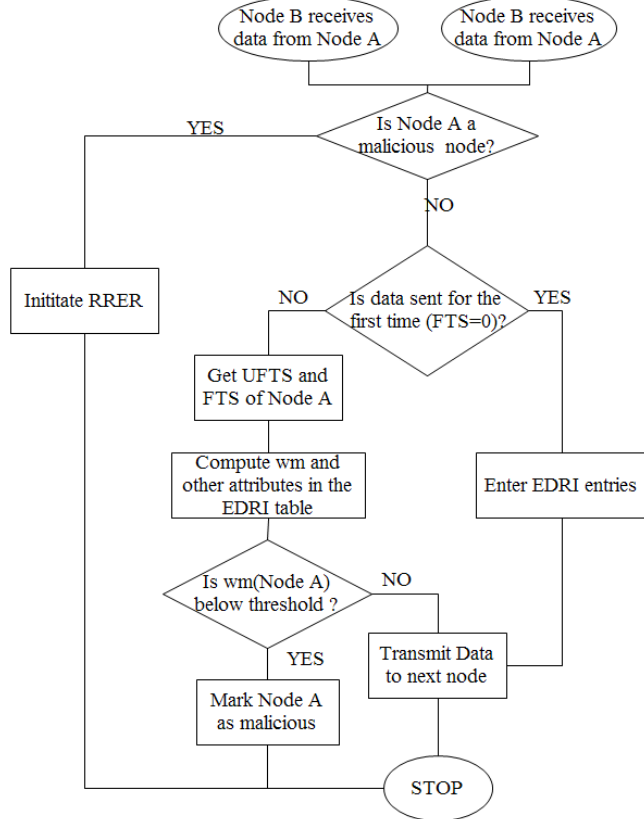 Node B receives
data from Node A
Node B receives
data from Node A
YES
Is Node A a
malicious node?
NO
Inititate RRER
NO
Is data sent for the
first time (FTS=0)?
YES
Get UFTS and
FTS of Node A
Compute wm and
other attributes in the
EDRI table
Enter EDRI entries
Is wm(Node A)
below threshold ?
NO
YES
Transmit Data
to next node
Mark Node A
as malicious
STOP